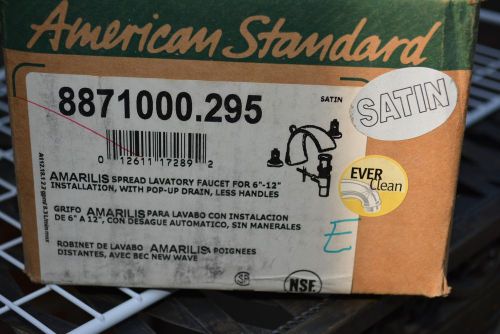 American Standard
8871000.295
SATIN
SATIN
0 12611 17289 2
AMARILIS SPREAD LAVATORY FAUCET FOR 6"-12"
INSTALLATION, WITH POP-UP DRAIN, LESS HANDLES
EVER
Clean
GRIFO AMARILIS PARA LAVABO CON INSTALACION
DE 6" A 12", CON DESAGUE AUTOMATICO, SIN MANERALES
E
ROBINET DE LAVABO AMARILIS A POIGNEES
DISTANTES, AVEC BEC NEW WAVE
NSF.